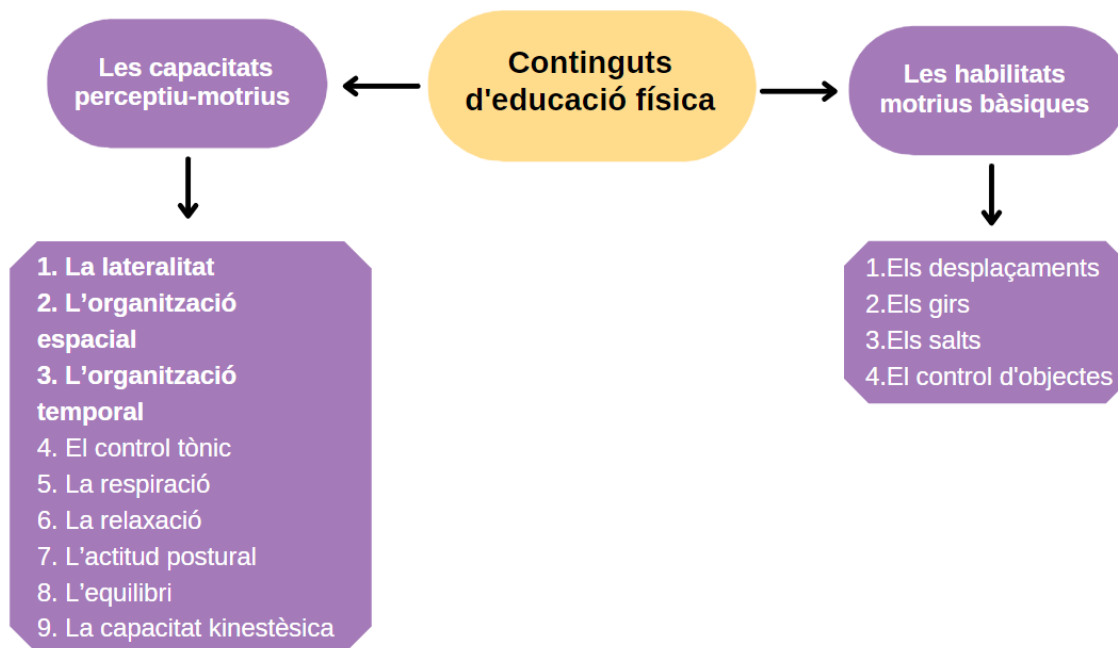 Les capacitats
perceptiu-motrius
Continguts
d'educació física
Les habilitats
motrius bàsiques
1. La lateralitat
2. L’organització
espacial
3. L’organització
temporal
4. El control tònic
5. La respiració
6. La relaxació
7. L’actitud postural
8. L’equilibri
9. La capacitat kinestèsica
1.Els desplaçaments
2.Els girs
3.Els salts
4.El control d'objectes